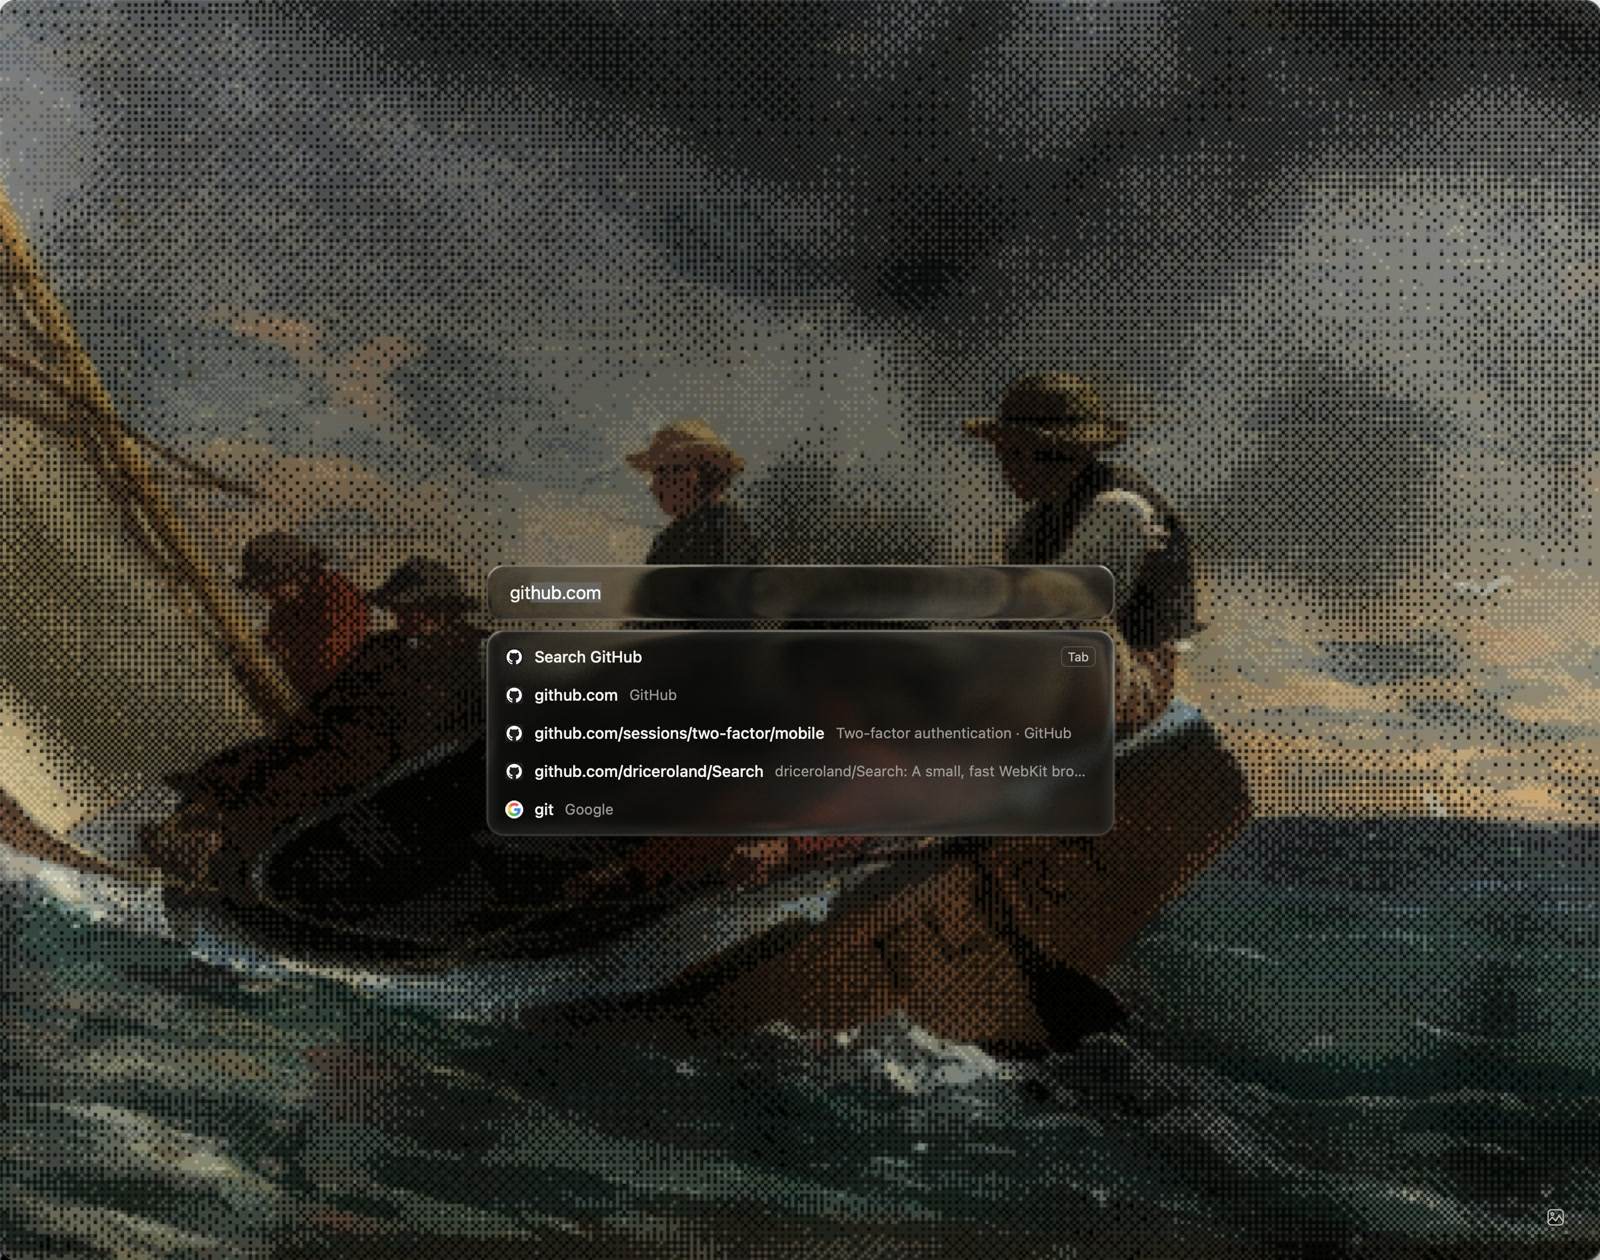 github.com
Search GitHub Tab
github.com GitHub
github.com/sessions/two-factor/mobile Two-factor authentication · GitHub
github.com/driceroland/Search driceroland/Search: A small, fast WebKit bro...
git Google